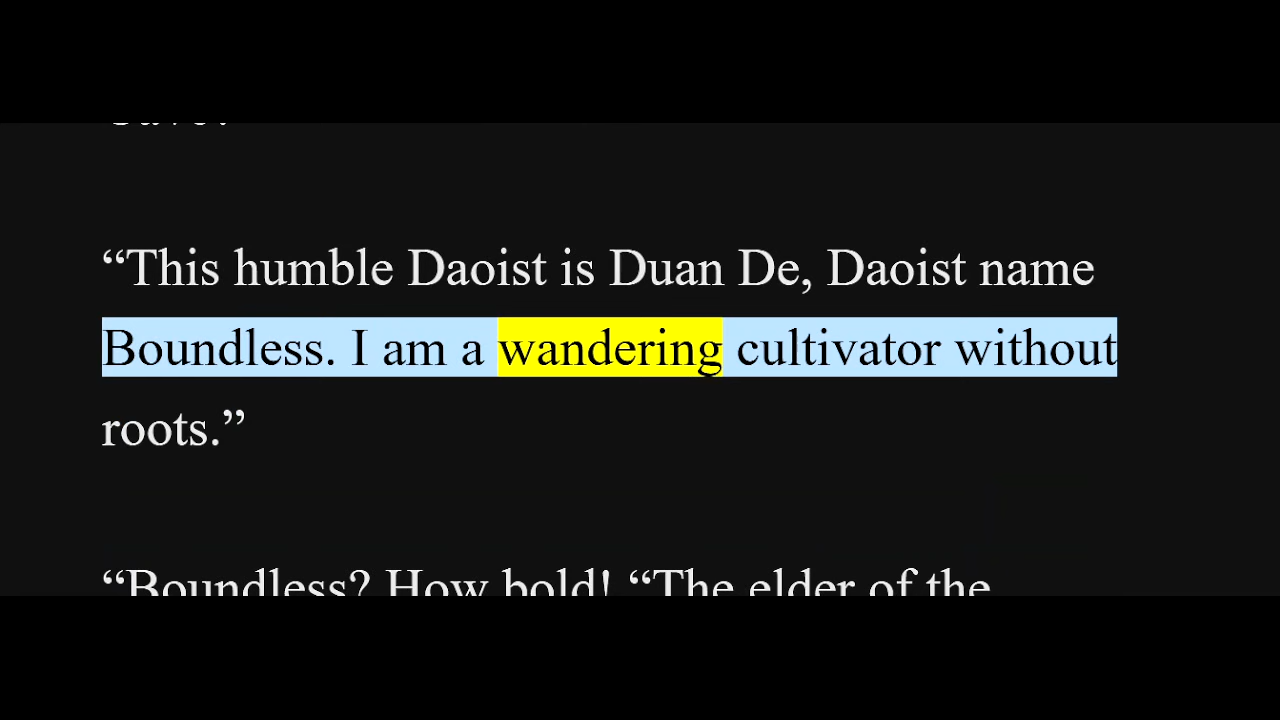 “This humble Daoist is Duan De, Daoist name
Boundless. I am a wandering cultivator without
roots.”
“Boundless? How bold! “The elder of the